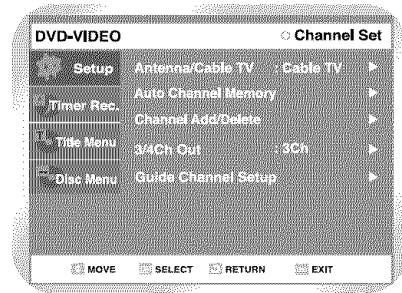 DVD-VIDEO Channel Set
Setup Antenna/Cable TV : Cable TV
Auto Channel Memory
Timer Rec.
Channel Add/Delete
Title Menu 3/4Ch Out : 3Ch
Disc Menu Guide Channel Setup
MOVE SELECT RETURN EXIT